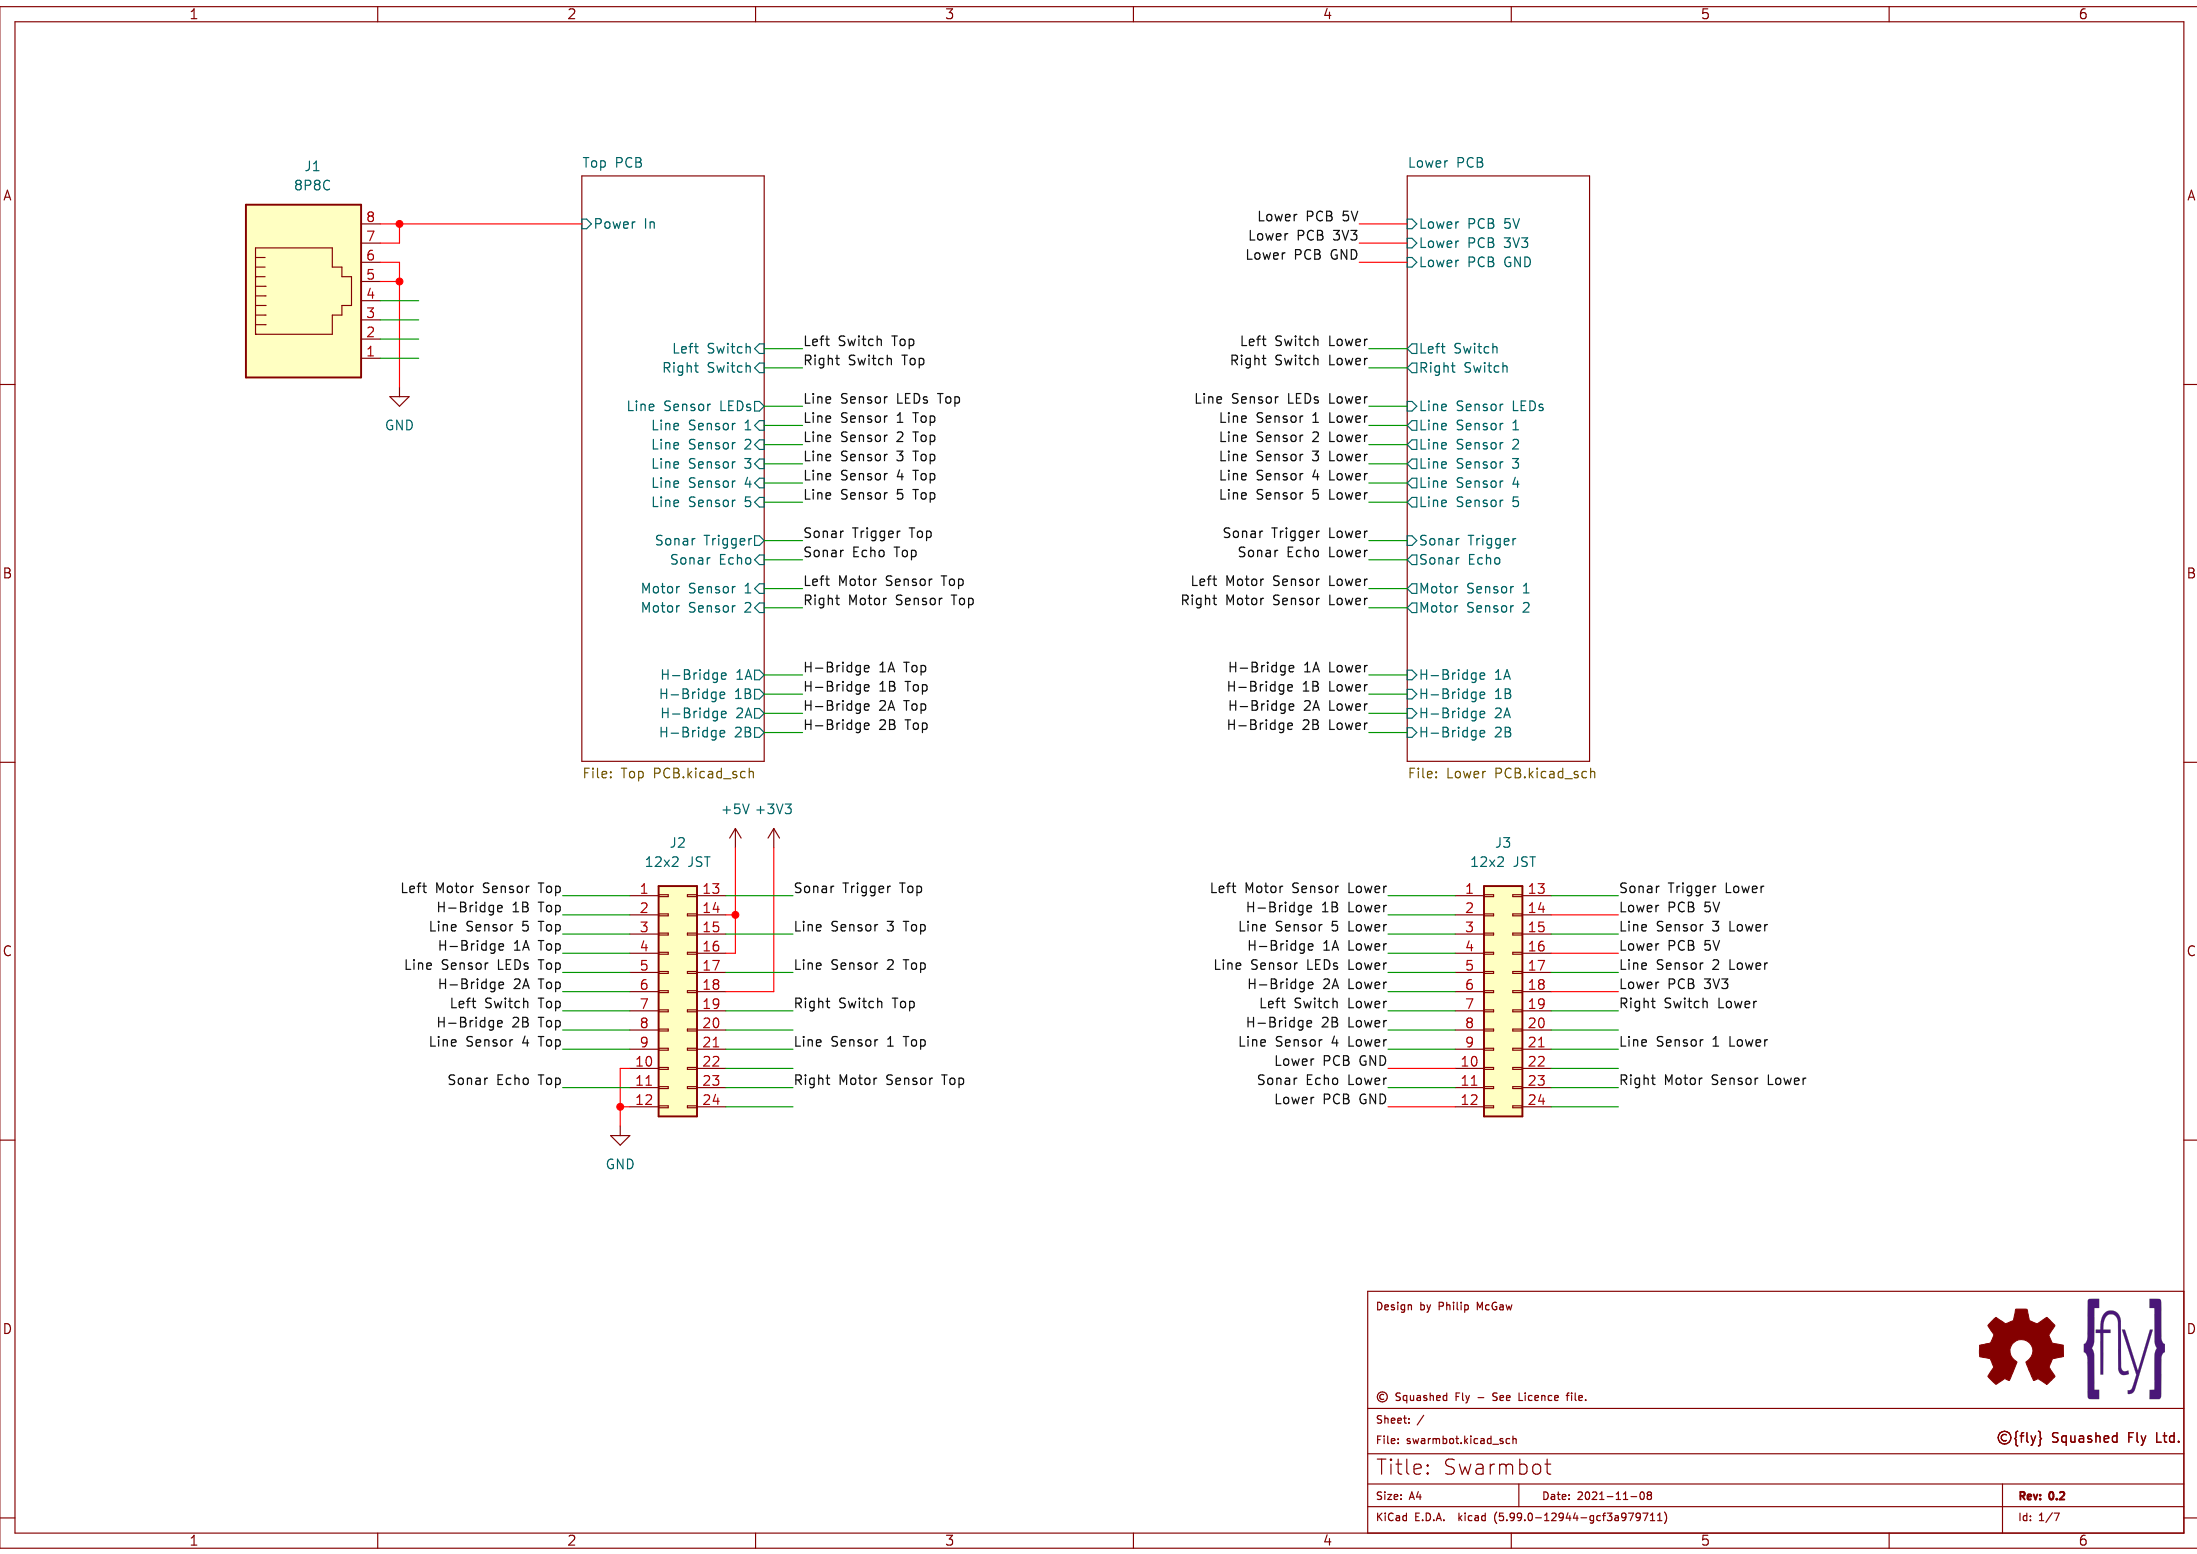 1 2 3 4 5 6
A A
B B
C C
D D
J1
8P8C
8
7
6
5
4
3
2
1
GND
Top PCB
Power In
Left Switch
Right Switch
Line Sensor LEDs
Line Sensor 1
Line Sensor 2
Line Sensor 3
Line Sensor 4
Line Sensor 5
Sonar Trigger
Sonar Echo
Motor Sensor 1
Motor Sensor 2
H-Bridge 1A
H-Bridge 1B
H-Bridge 2A
H-Bridge 2B
File: Top PCB.kicad_sch
Left Switch Top
Right Switch Top
Line Sensor LEDs Top
Line Sensor 1 Top
Line Sensor 2 Top
Line Sensor 3 Top
Line Sensor 4 Top
Line Sensor 5 Top
Sonar Trigger Top
Sonar Echo Top
Left Motor Sensor Top
Right Motor Sensor Top
H-Bridge 1A Top
H-Bridge 1B Top
H-Bridge 2A Top
H-Bridge 2B Top
Lower PCB
Lower PCB 5V
Lower PCB 3V3
Lower PCB GND
Left Switch Lower
Right Switch Lower
Line Sensor LEDs Lower
Line Sensor 1 Lower
Line Sensor 2 Lower
Line Sensor 3 Lower
Line Sensor 4 Lower
Line Sensor 5 Lower
Sonar Trigger Lower
Sonar Echo Lower
Left Motor Sensor Lower
Right Motor Sensor Lower
H-Bridge 1A Lower
H-Bridge 1B Lower
H-Bridge 2A Lower
H-Bridge 2B Lower
Lower PCB 5V
Lower PCB 3V3
Lower PCB GND
Left Switch
Right Switch
Line Sensor LEDs
Line Sensor 1
Line Sensor 2
Line Sensor 3
Line Sensor 4
Line Sensor 5
Sonar Trigger
Sonar Echo
Motor Sensor 1
Motor Sensor 2
H-Bridge 1A
H-Bridge 1B
H-Bridge 2A
H-Bridge 2B
File: Lower PCB.kicad_sch
+5V +3V3
J2
12x2 JST
Left Motor Sensor Top 1 13 Sonar Trigger Top
H-Bridge 1B Top 2 14
Line Sensor 5 Top 3 15 Line Sensor 3 Top
H-Bridge 1A Top 4 16
Line Sensor LEDs Top 5 17 Line Sensor 2 Top
H-Bridge 2A Top 6 18
Left Switch Top 7 19 Right Switch Top
H-Bridge 2B Top 8 20
Line Sensor 4 Top 9 21 Line Sensor 1 Top
10 22
Sonar Echo Top 11 23 Right Motor Sensor Top
12 24
GND
J3
12x2 JST
Left Motor Sensor Lower 1 13 Sonar Trigger Lower
H-Bridge 1B Lower 2 14 Lower PCB 5V
Line Sensor 5 Lower 3 15 Line Sensor 3 Lower
H-Bridge 1A Lower 4 16 Lower PCB 5V
Line Sensor LEDs Lower 5 17 Line Sensor 2 Lower
H-Bridge 2A Lower 6 18 Lower PCB 3V3
Left Switch Lower 7 19 Right Switch Lower
H-Bridge 2B Lower 8 20
Line Sensor 4 Lower 9 21 Line Sensor 1 Lower
Lower PCB GND 10 22
Sonar Echo Lower 11 23 Right Motor Sensor Lower
Lower PCB GND 12 24
Design by Philip McGaw
{fly}
© Squashed Fly – See Licence file.
Sheet: /
File: swarmbot.kicad_sch
©{fly} Squashed Fly Ltd.
Title: Swarmbot
Size: A4 Date: 2021-11-08 Rev: 0.2
KiCad E.D.A. kicad (5.99.0-12944-gcf3a979711) Id: 1/7
1 2 3 4 5 6